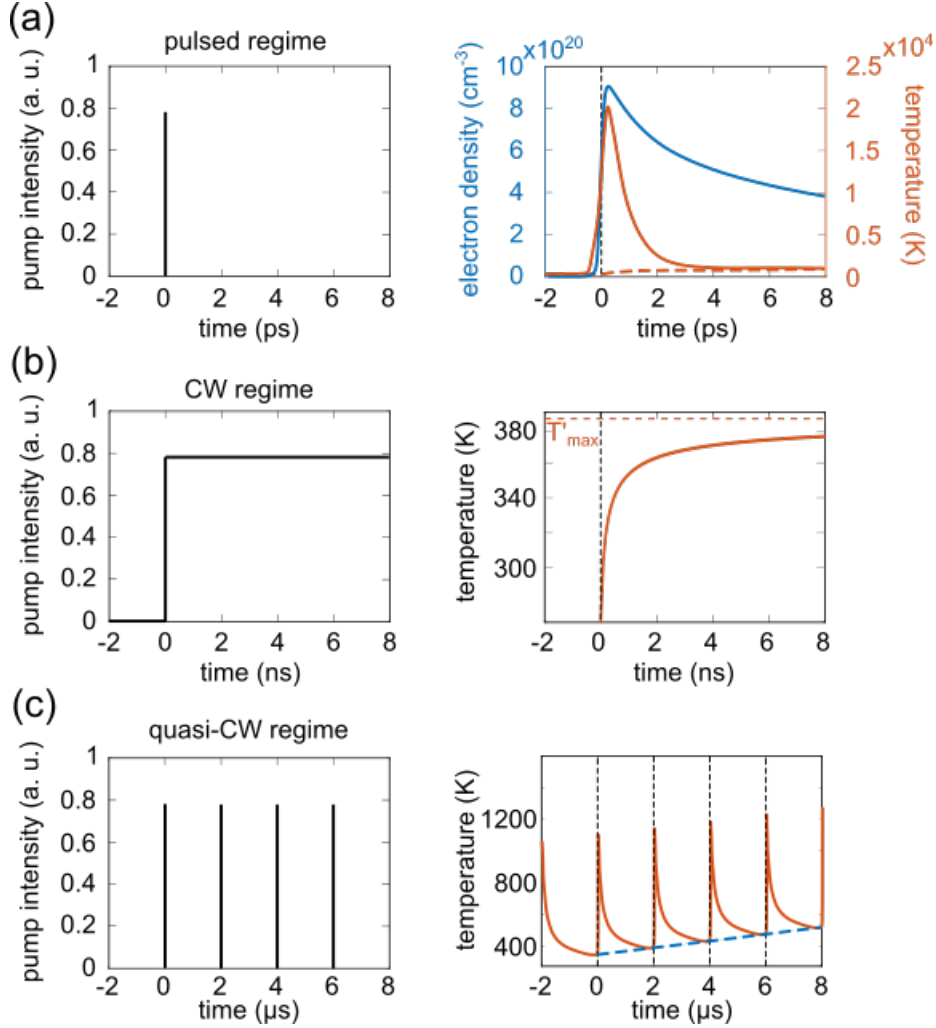 (a)
pulsed regime
pump intensity (a. u.)
1
0.8
0.6
0.4
0.2
0
-2 0 2 4 6 8
time (ps)
x10²⁰
x10⁴
electron density (cm⁻³)
10
8
6
4
2
0
2.5
2
1.5
1
0.5
0
temperature (K)
-2 0 2 4 6 8
time (ps)
(b)
CW regime
pump intensity (a. u.)
1
0.8
0.6
0.4
0.2
0
-2 0 2 4 6 8
time (ns)
temperature (K)
380
340
300
T'max
-2 0 2 4 6 8
time (ns)
(c)
quasi-CW regime
pump intensity (a. u.)
1
0.8
0.6
0.4
0.2
0
-2 0 2 4 6 8
time (μs)
temperature (K)
1200
800
400
-2 0 2 4 6 8
time (μs)